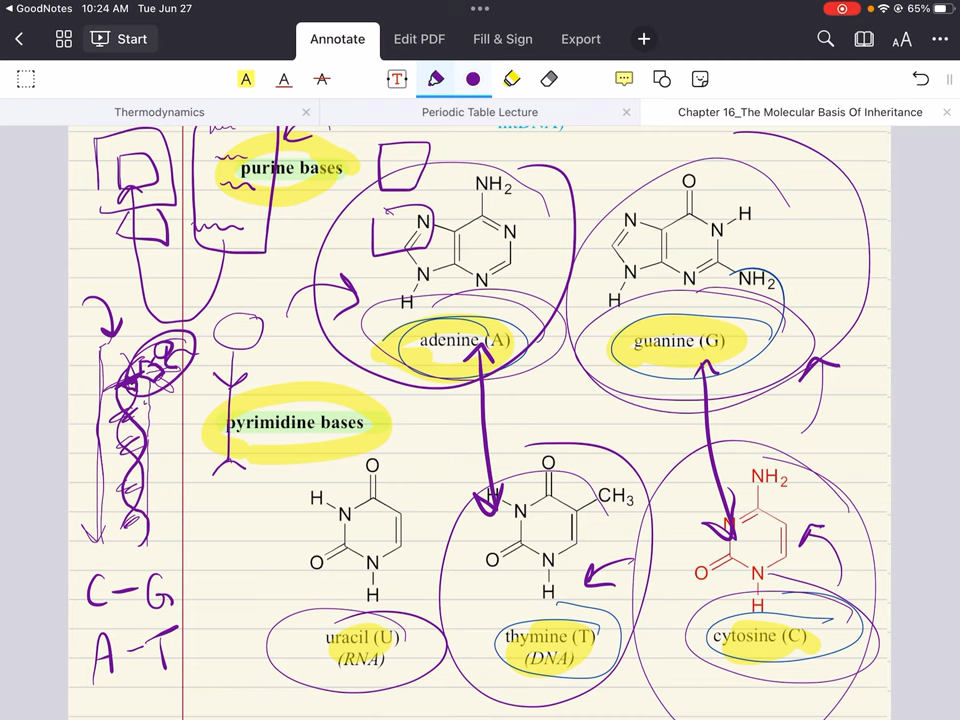 GoodNotes 10:24 AM Tue Jun 27 65%
Start Annotate Edit PDF Fill & Sign Export
Thermodynamics Periodic Table Lecture Chapter 16_The Molecular Basis Of Inheritance
mtDNA)
purine bases
NH2 N N N N H
O N H N NH2 N N H
adenine (A) guanine (G)
pyrimidine bases
O H N O N H
O H N CH3 O N H
NH2 N O N H
C-G
A-T
uracil (U) thymine (T) cytosine (C)
(RNA) (DNA)